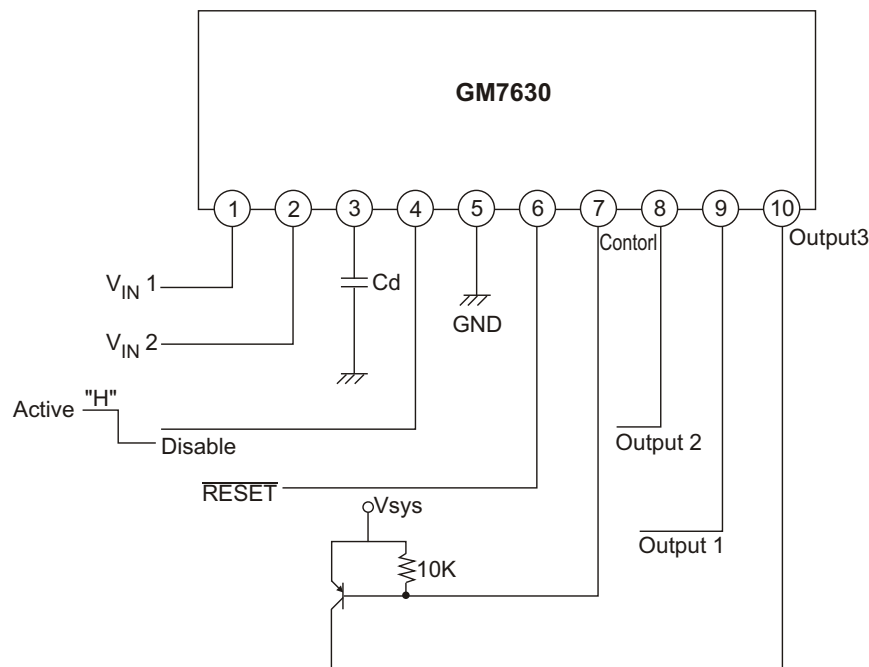 GM7630
1 2 3 4 5 6 7 8 9 10
Contorl
Output3
V_IN 1
Cd
GND
V_IN 2
"H"
Active
Disable
Output 2
RESET
Vsys
Output 1
10K